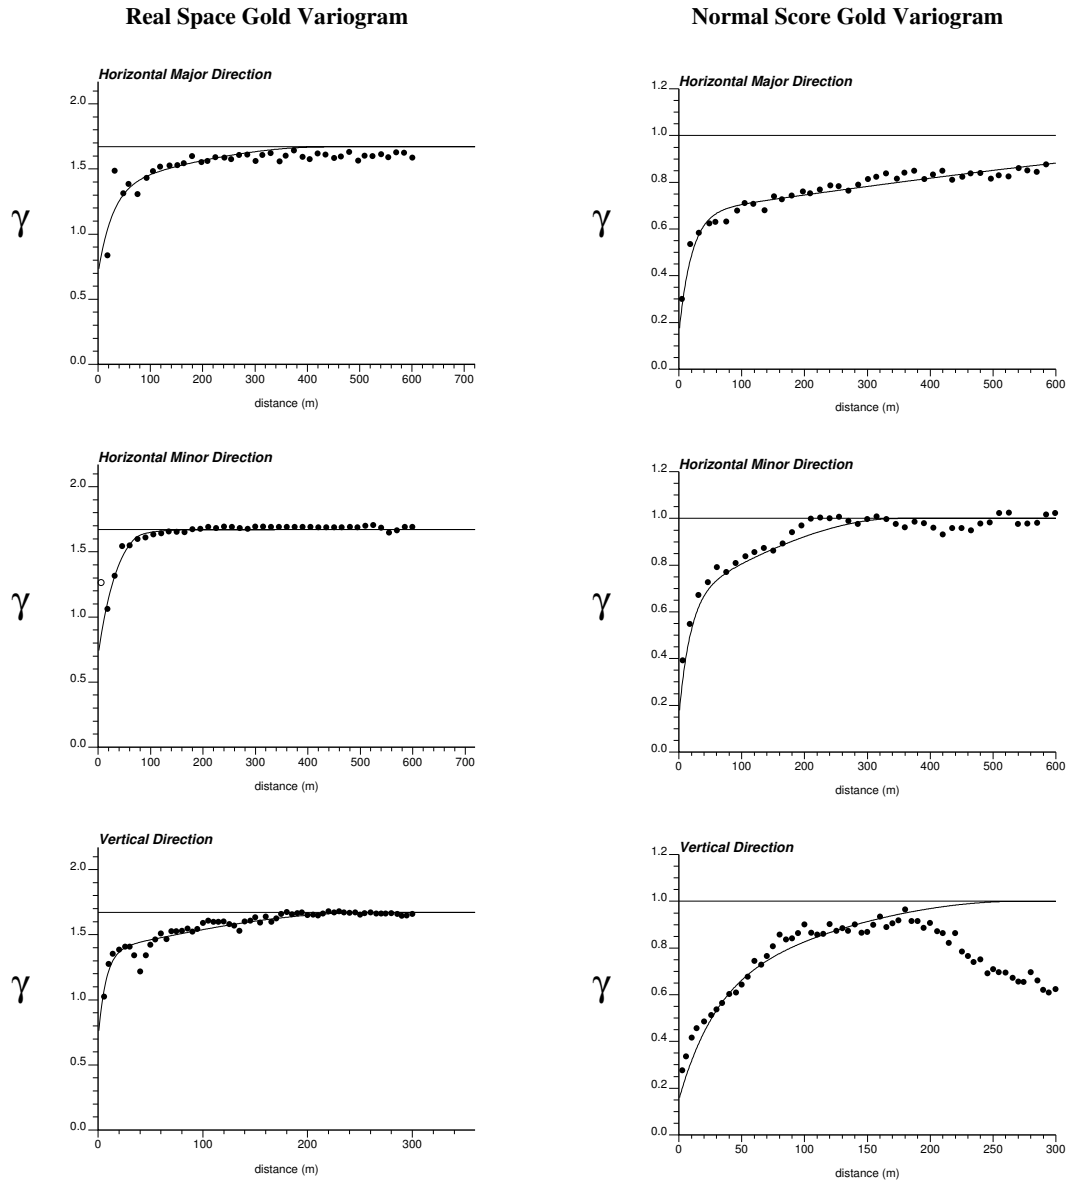 Real Space Gold Variogram
Normal Score Gold Variogram
Horizontal Major Direction
γ
2.0
1.5
1.0
0.5
0.0
0 100 200 300 400 500 600 700
distance (m)
Horizontal Major Direction
γ
1.2
1.0
0.8
0.6
0.4
0.2
0.0
0 100 200 300 400 500 600
distance (m)
Horizontal Minor Direction
γ
2.0
1.5
1.0
0.5
0.0
0 100 200 300 400 500 600 700
distance (m)
Horizontal Minor Direction
γ
1.2
1.0
0.8
0.6
0.4
0.2
0.0
0 100 200 300 400 500 600
distance (m)
Vertical Direction
γ
2.0
1.5
1.0
0.5
0.0
0 100 200 300
distance (m)
Vertical Direction
γ
1.2
1.0
0.8
0.6
0.4
0.2
0.0
0 50 100 150 200 250 300
distance (m)